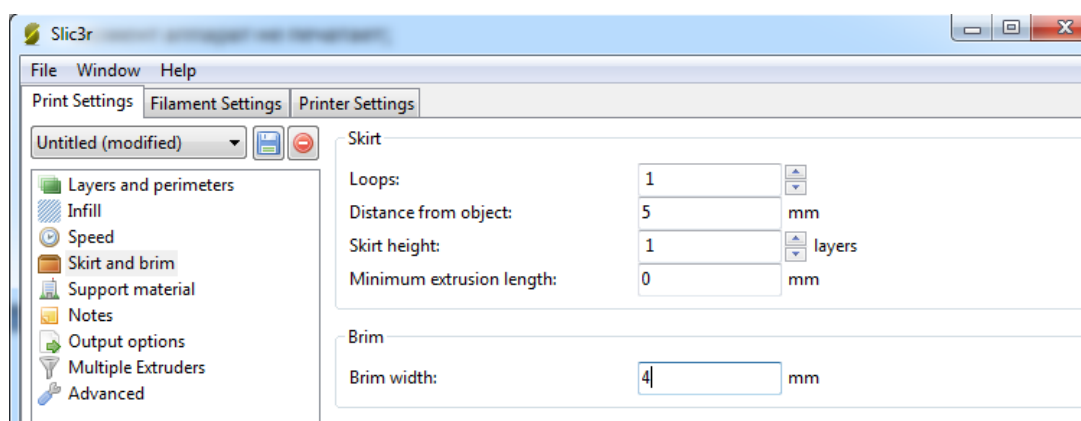 Slic3r
File Window Help
Print Settings Filament Settings Printer Settings
Untitled (modified)
Layers and perimeters
Infill
Speed
Skirt and brim
Support material
Notes
Output options
Multiple Extruders
Advanced
Skirt
Loops: 1
Distance from object: 5 mm
Skirt height: 1 layers
Minimum extrusion length: 0 mm
Brim
Brim width: 4 mm